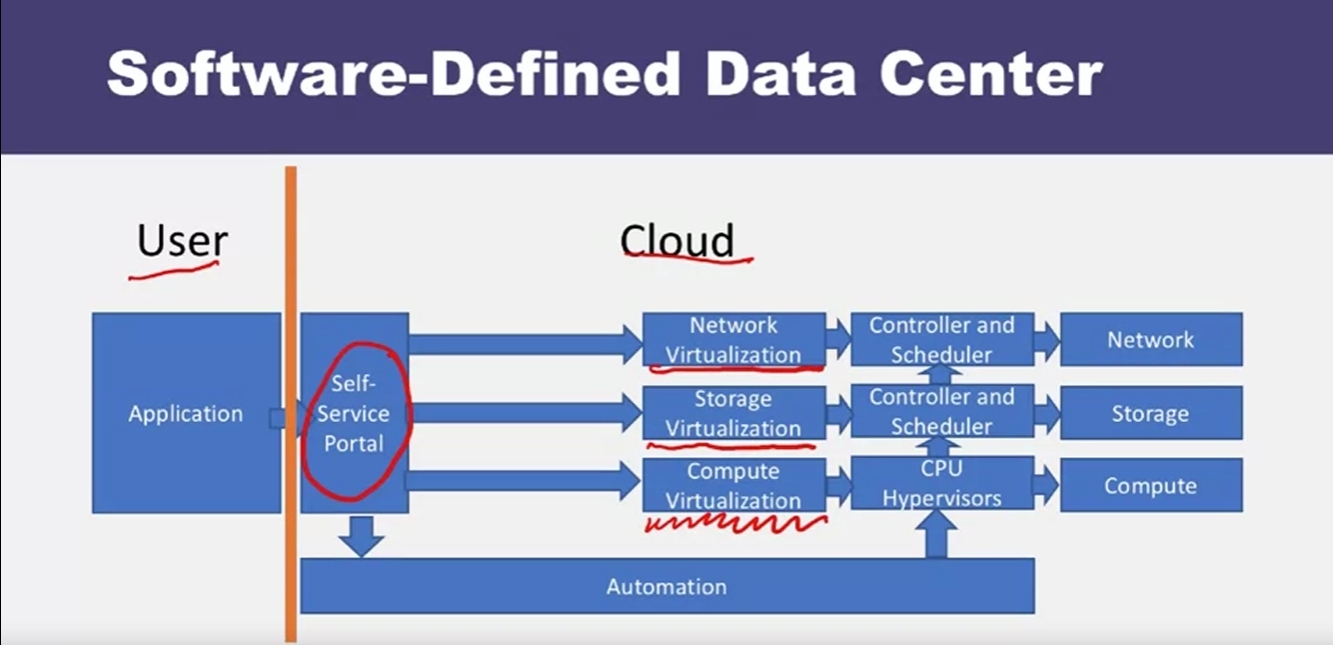 Software-Defined Data Center
User
Cloud
Application
Self-
Service
Portal
Network
Virtualization
Controller and
Scheduler
Network
Storage
Virtualization
Controller and
Scheduler
Storage
Compute
Virtualization
CPU
Hypervisors
Compute
Automation